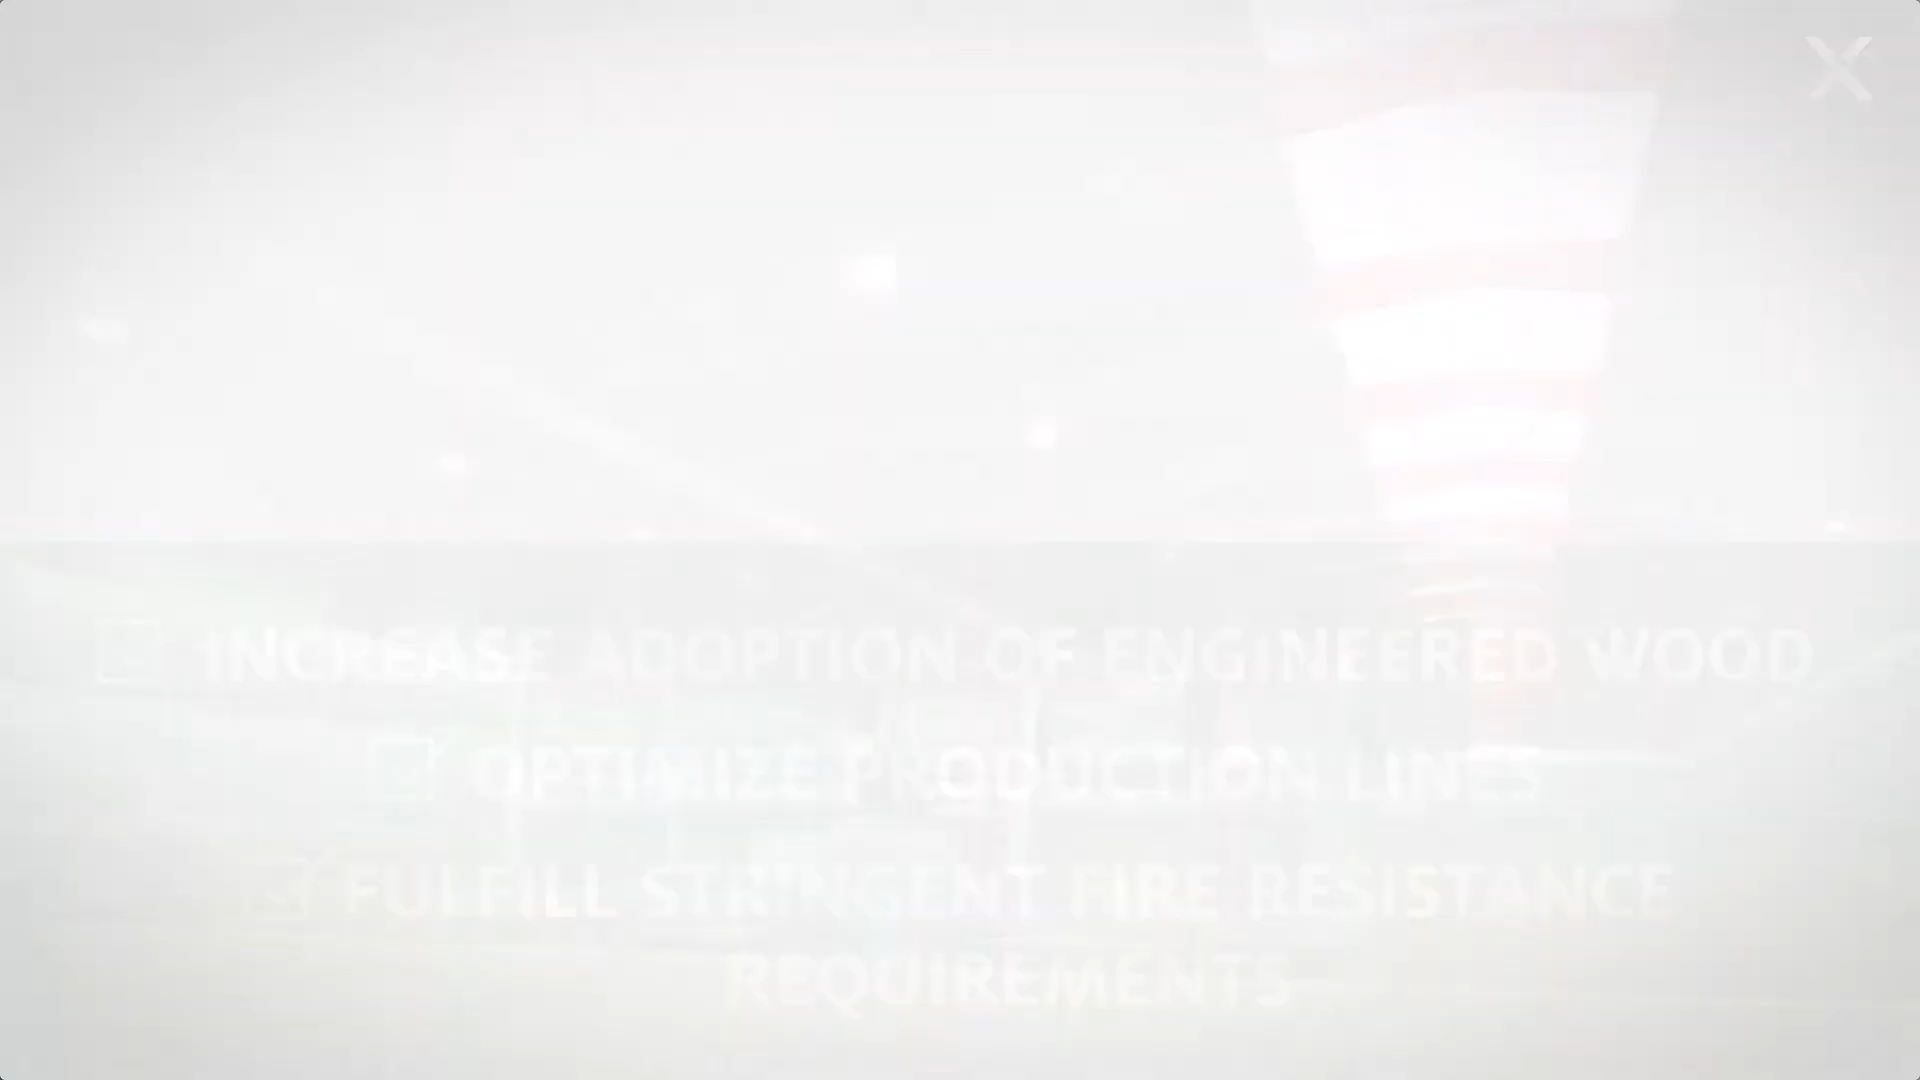 INCREASE ADOPTION OF ENGINEERED WOOD
OPTIMIZE PRODUCTION LINES
FULFILL STRINGENT FIRE RESISTANCE
REQUIREMENTS